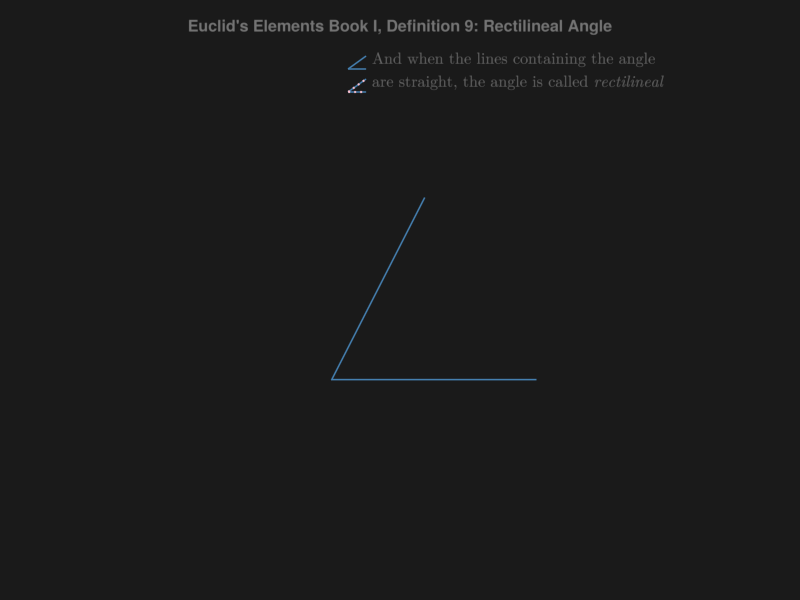 Euclid's Elements Book I, Definition 9: Rectilineal Angle
And when the lines containing the angle
are straight, the angle is called rectilineal